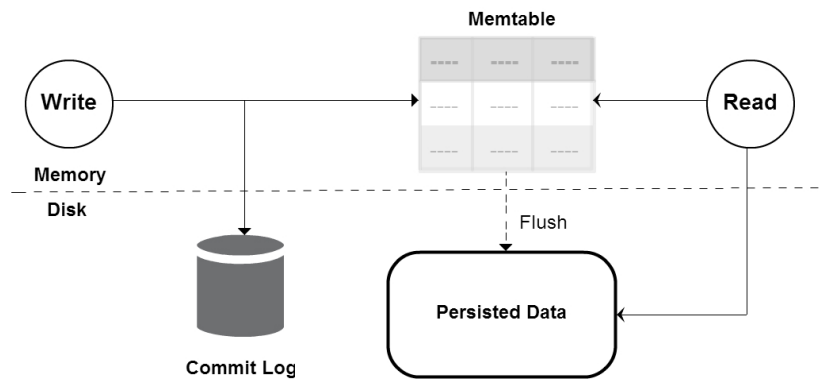 Memtable
==== ==== ====
Write
---- ---- ----
Read
---- ---- ----
Memory
Disk
Flush
Persisted Data
Commit Log